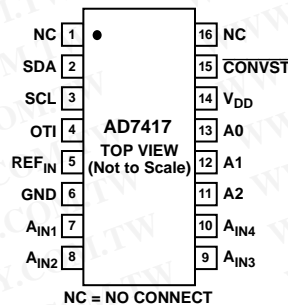 NC 1 16 NC
SDA 2 15 CONVST
SCL 3 14 VDD
OTI 4 AD7417 13 A0
REFIN 5 TOP VIEW 12 A1
(Not to Scale)
GND 6 11 A2
AIN1 7 10 AIN4
AIN2 8 9 AIN3
NC = NO CONNECT